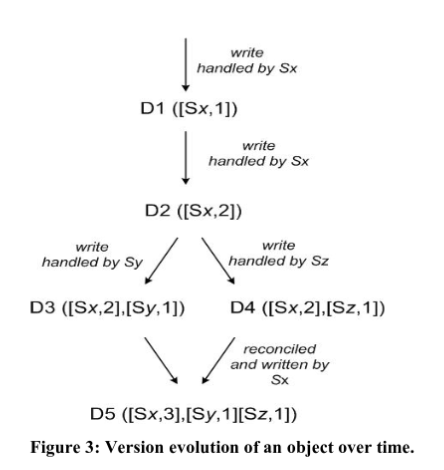 write
handled by Sx
D1 ([Sx,1])
write
handled by Sx
D2 ([Sx,2])
write
handled by Sy
write
handled by Sz
D3 ([Sx,2],[Sy,1])
D4 ([Sx,2],[Sz,1])
reconciled
and written by
Sx
D5 ([Sx,3],[Sy,1][Sz,1])
Figure 3: Version evolution of an object over time.